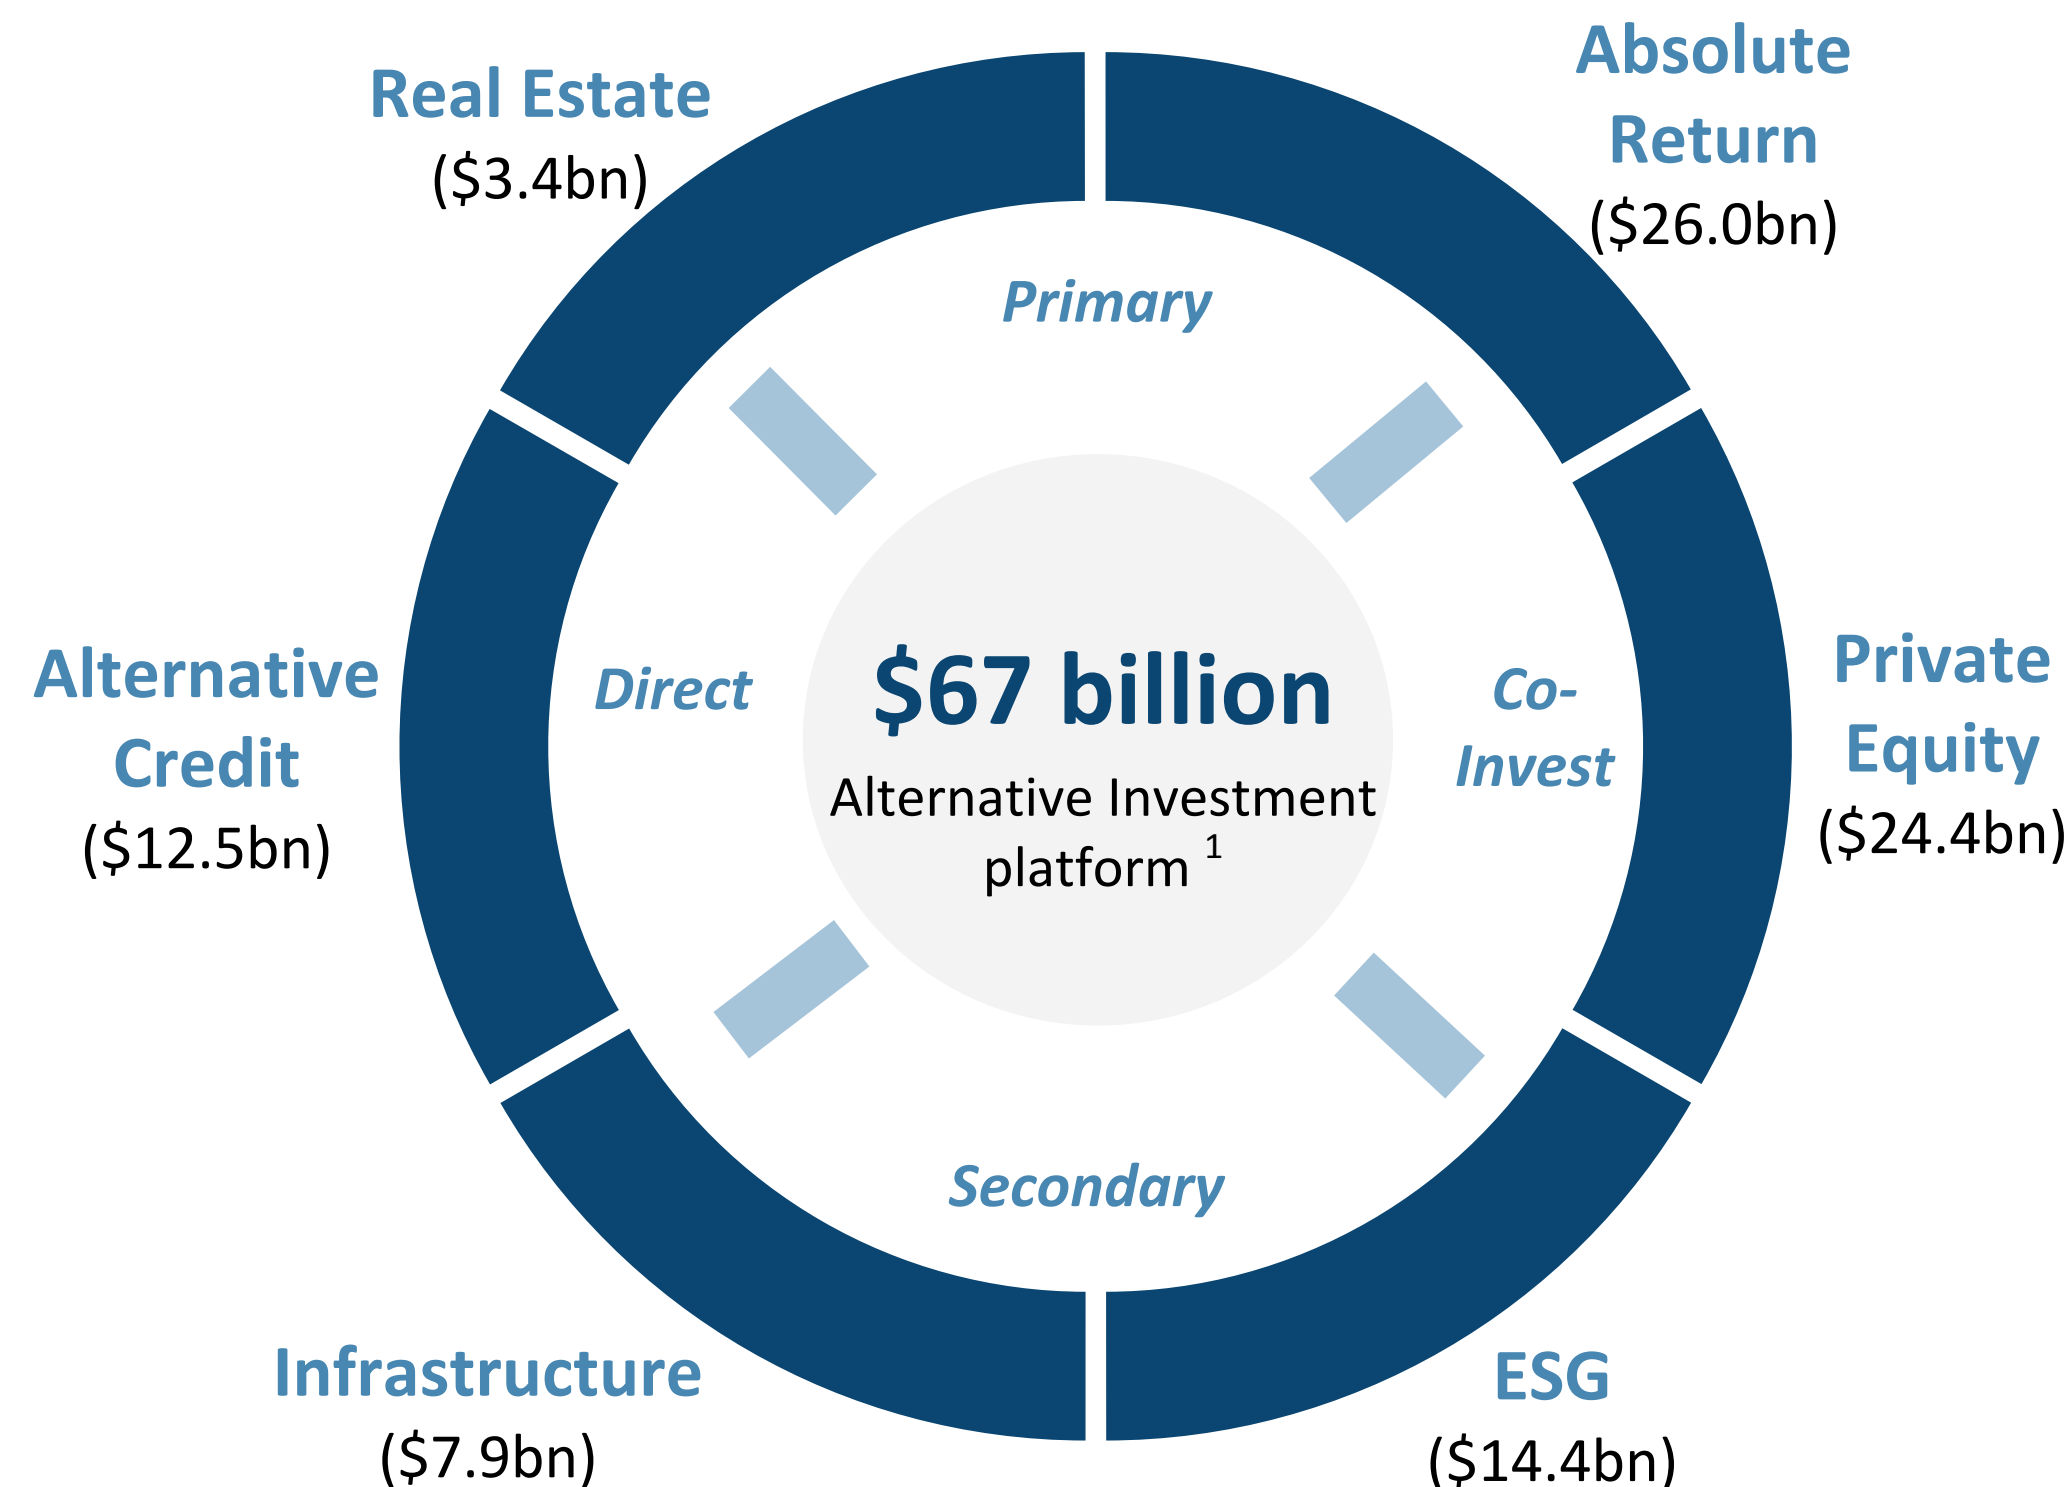 Real Estate
($3.4bn)
Absolute
Return
($26.0bn)
Primary
Alternative
Credit
($12.5bn)
Direct
$67 billion
Alternative Investment
platform 1
Co-
Invest
Private
Equity
($24.4bn)
Secondary
Infrastructure
($7.9bn)
ESG
($14.4bn)